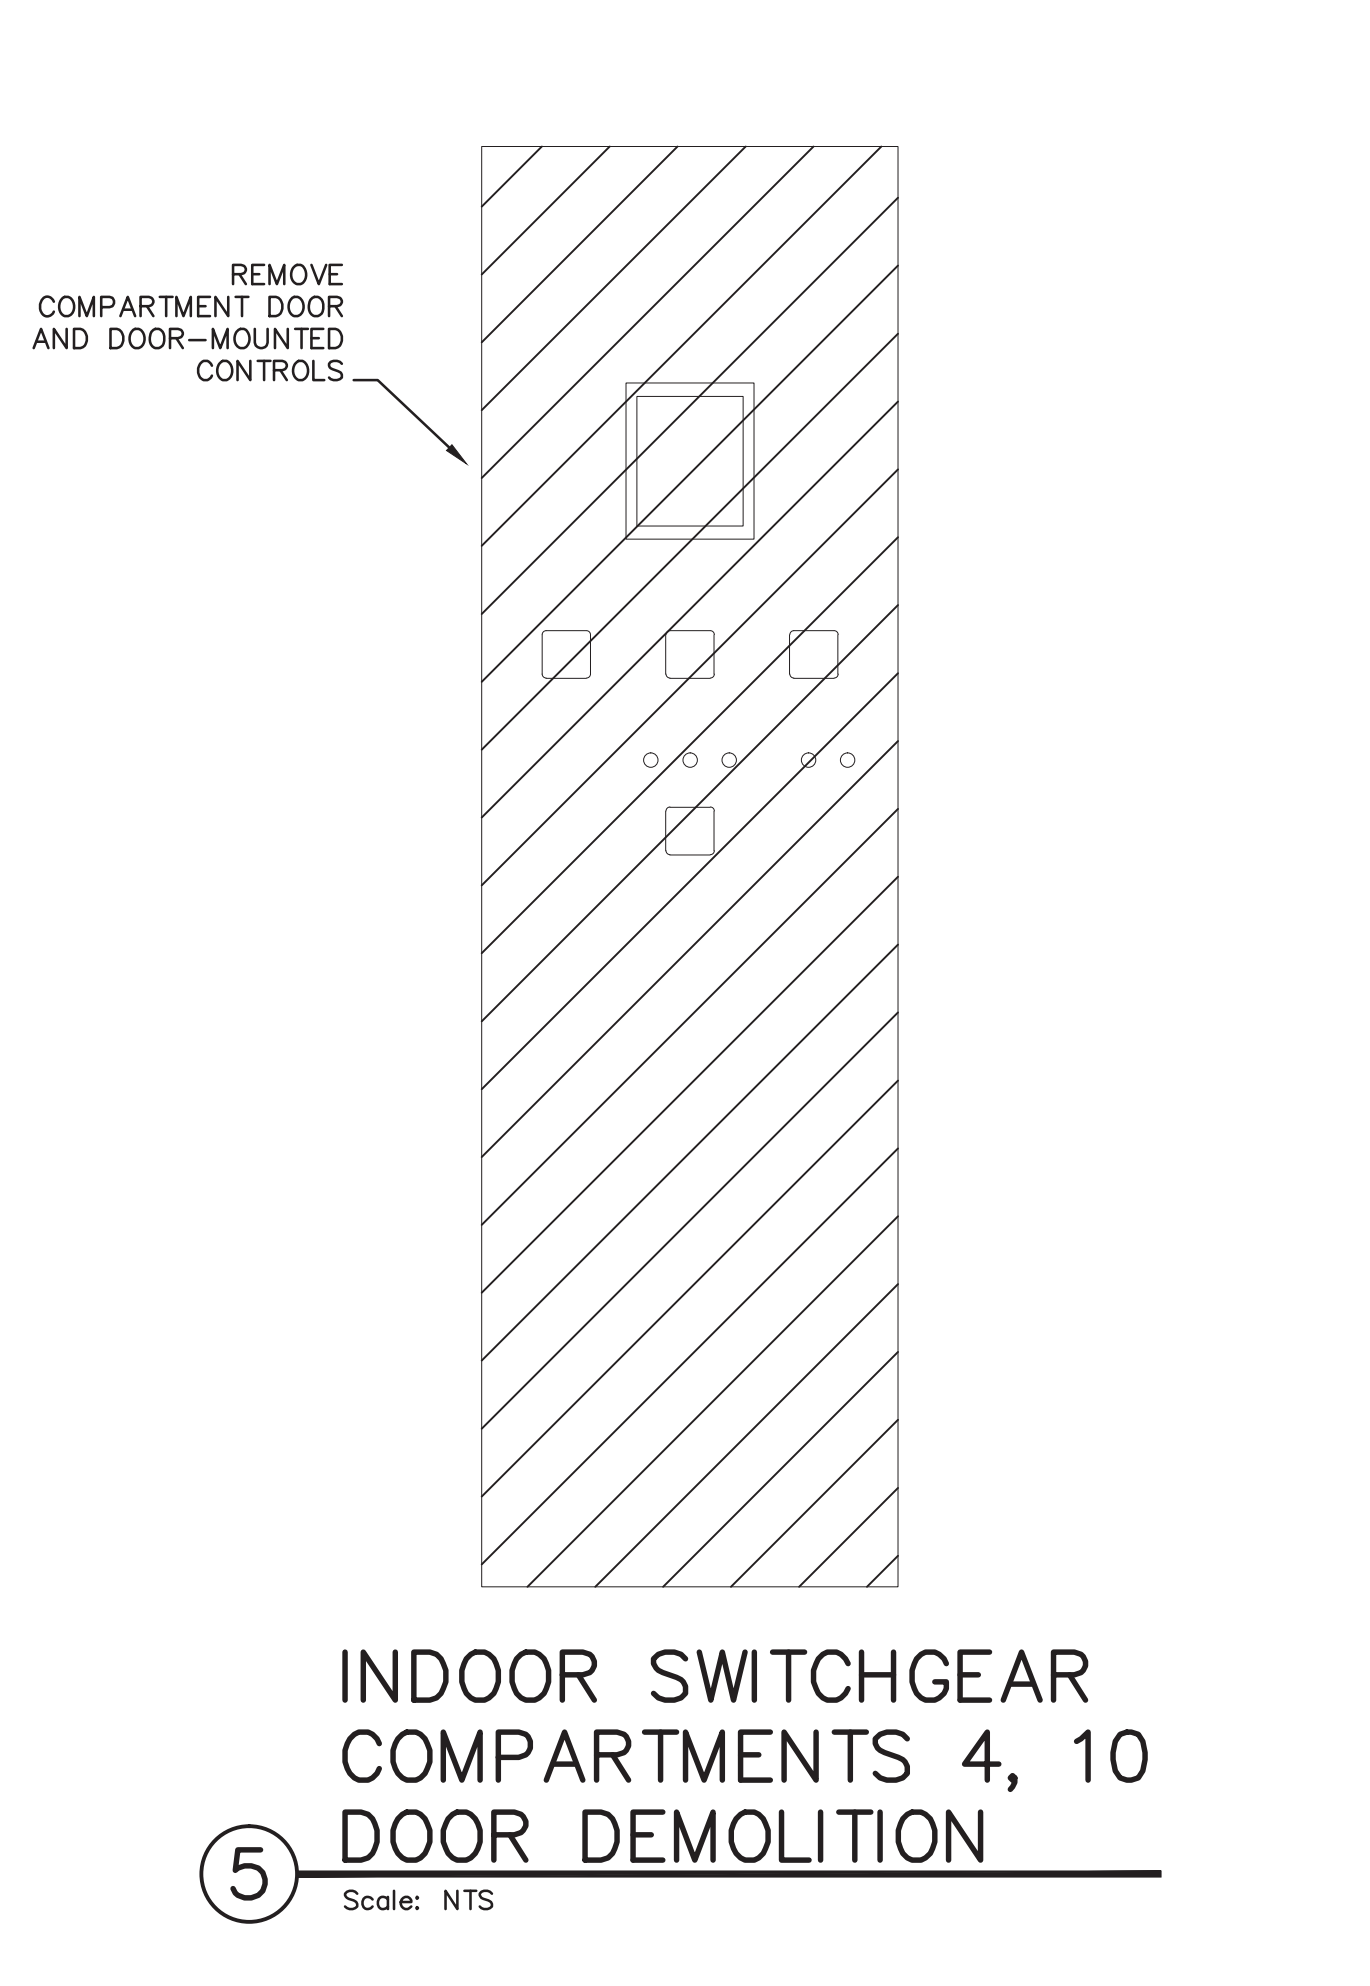 REMOVE
COMPARTMENT DOOR
AND DOOR-MOUNTED
CONTROLS
INDOOR SWITCHGEAR
COMPARTMENTS 4, 10
DOOR DEMOLITION
5
Scale: NTS